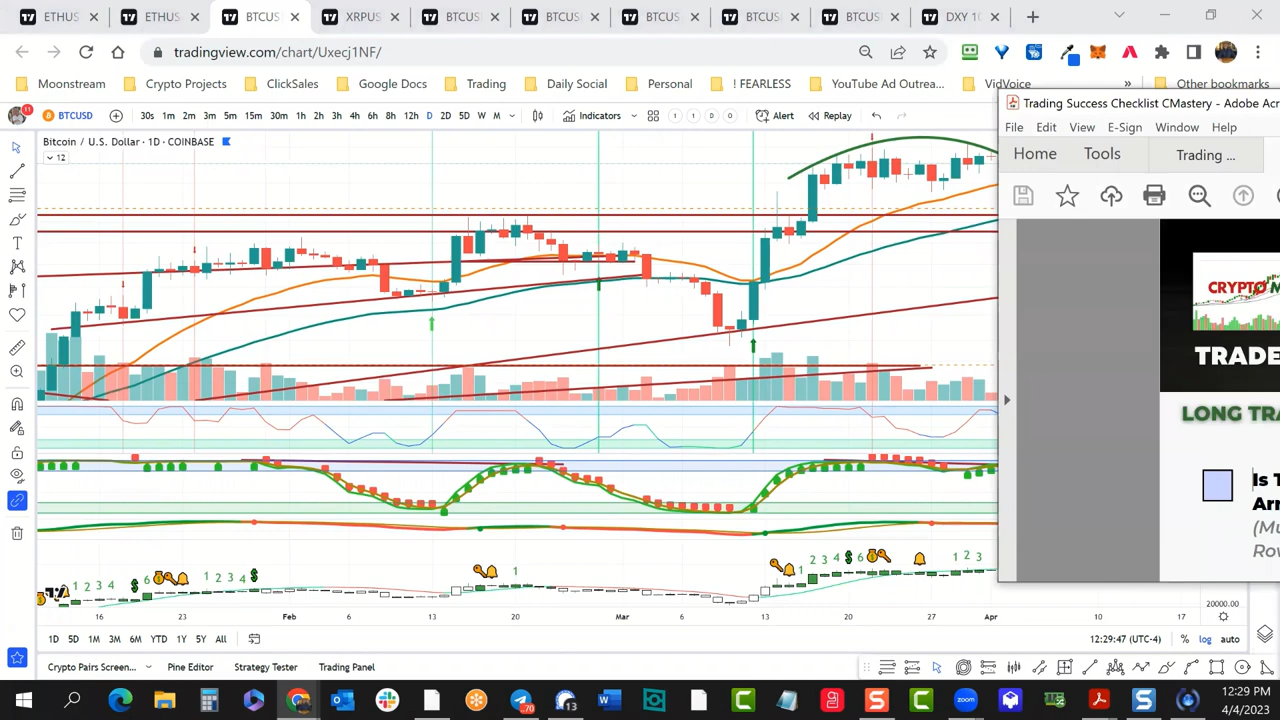 ETHUS
ETHUS
BTCUS
XRPUS
BTCUS
BTCUS
BTCUS
BTCUS
BTCUS
DXY 10
tradingview.com/chart/Uxecj1NF/
Moonstream
Crypto Projects
ClickSales
Google Docs
Trading
Daily Social
Personal
! FEARLESS
YouTube Ad Outrea...
VidVoice
»
Other bookmarks
11
BTCUSD
30s 1m 2m 3m 5m 15m 30m 1h 2h 3h 4h 6h 8h 12h D 2D 5D W M
Indicators
Alert
Replay
Bitcoin / U.S. Dollar · 1D · COINBASE
12
Trading Success Checklist CMastery - Adobe Acr
File Edit View E-Sign Window Help
Home Tools Trading ...
CRYPTO M
TRADE
LONG TRA
Is T
Arr
(Mu
Rov
1 2 3 4 $ 6 1 2 3 4 $ 1 1 2 3 4 $ 6 1 2 3
20000.00
16 23 Feb 6 13 20 Mar 6 13 20 27 Apr 10 17
1D 5D 1M 3M 6M YTD 1Y 5Y All
12:29:47 (UTC-4) % log auto
Crypto Pairs Screen... Pine Editor Strategy Tester Trading Panel
70
13
12:29 PM
4/4/2023